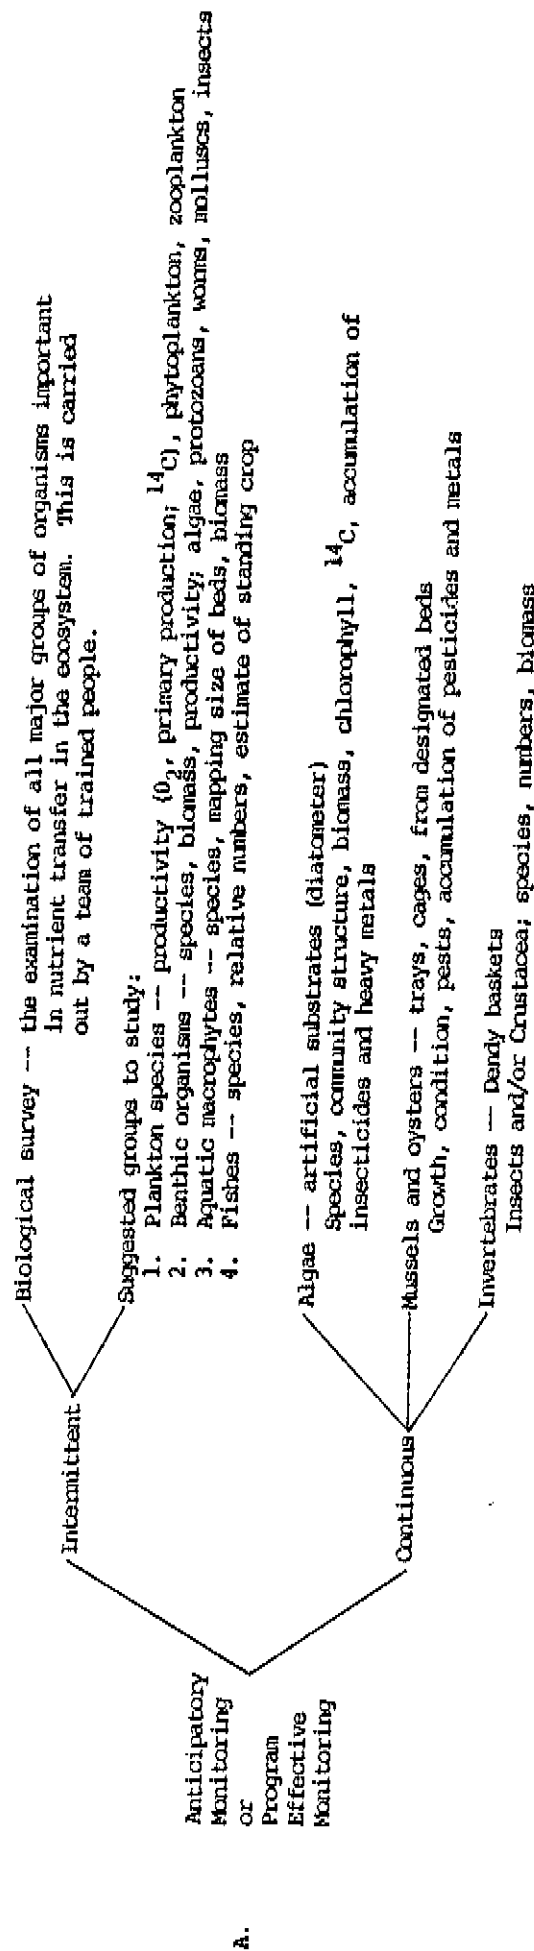 A.
Anticipatory
Monitoring
or
Program
Effective
Monitoring
Intermittent
Biological survey -- the examination of all major groups of organisms important
in nutrient transfer in the ecosystem. This is carried
out by a team of trained people.
Suggested groups to study:
1. Plankton species -- productivity (O2, primary production; 14C), phytoplankton, zooplankton
2. Benthic organisms -- species, biomass, productivity; algae, protozoans, worms, molluscs, insects
3. Aquatic macrophytes -- species, mapping size of beds, biomass
4. Fishes -- species, relative numbers, estimate of standing crop
Continuous
Algae -- artificial substrates (diatometer)
Species, community structure, biomass, chlorophyll, 14C, accumulation of
insecticides and heavy metals
Mussels and oysters -- trays, cages, from designated beds
Growth, condition, pests, accumulation of pesticides and metals
Invertebrates -- Dendy baskets
Insects and/or Crustacea; species, numbers, biomass